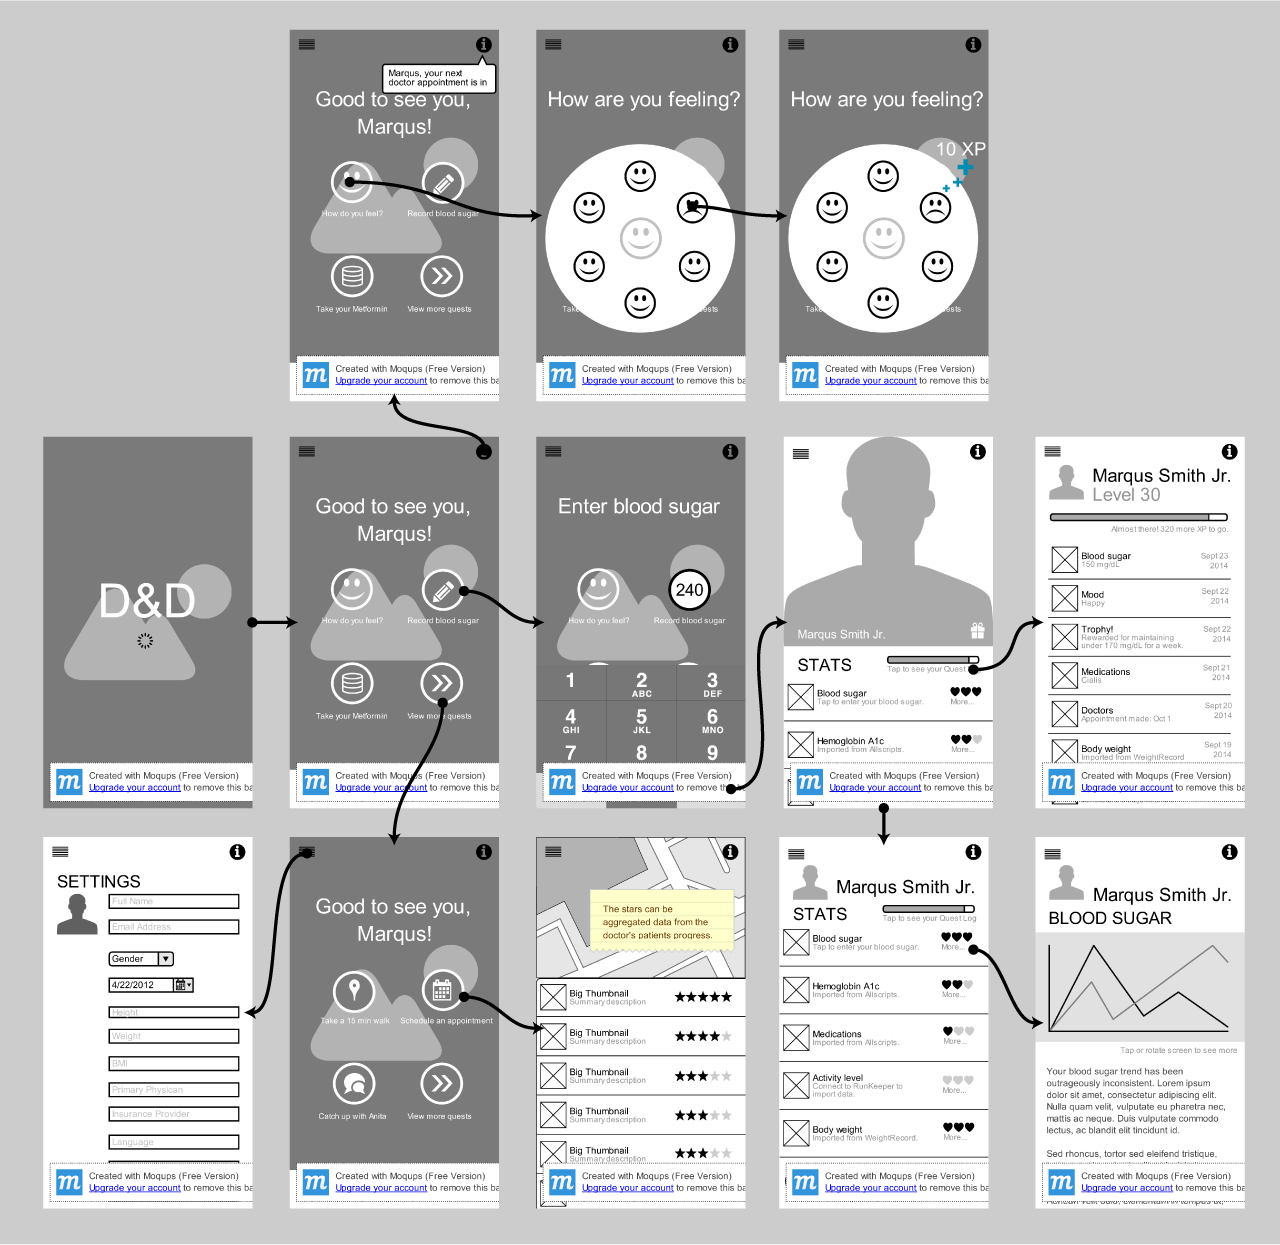 Marqus, your next
doctor appointment is in
Good to see you,
Marqus!
How do you feel?
Record blood sugar
Take your Metformin
View more quests
Created with Moqups (Free Version)
Upgrade your account to remove this ba
How are you feeling?
Take
ests
Created with Moqups (Free Version)
Upgrade your account to remove this ba
How are you feeling?
10 XP
Take
ests
Created with Moqups (Free Version)
Upgrade your account to remove this ba
D&D
Created with Moqups (Free Version)
Upgrade your account to remove this ba
Good to see you,
Marqus!
How do you feel?
Record blood sugar
Take your Metformin
View more quests
Created with Moqups (Free Version)
Upgrade your account to remove this ba
Enter blood sugar
240
How do you feel?
Record blood sugar
1
2
ABC
3
DEF
4
GHI
5
JKL
6
MNO
7
8
9
Created with Moqups (Free Version)
Upgrade your account to remove this ba
Marqus Smith Jr.
STATS
Tap to see your Quest
Blood sugar
Tap to enter your blood sugar.
More...
Hemoglobin A1c
Imported from Allscripts.
More...
Created with Moqups (Free Version)
Upgrade your account to remove this ba
Marqus Smith Jr.
Level 30
Almost there! 320 more XP to go.
Blood sugar
150 mg/dL
Sept 23
2014
Mood
Happy
Sept 22
2014
Trophy!
Rewarded for maintaining
under 170 mg/dL for a week.
Sept 22
2014
Medications
Cialis
Sept 21
2014
Doctors
Appointment made: Oct 1
Sept 20
2014
Body weight
Imported from WeightRecord
Sept 19
2014
Created with Moqups (Free Version)
Upgrade your account to remove this ba
SETTINGS
Full Name
Email Address
Gender
4/22/2012
Height
Weight
BMI
Primary Physican
Insurance Provider
Language
Created with Moqups (Free Version)
Upgrade your account to remove this ba
Good to see you,
Marqus!
Take a 15 min walk
Schedule an appointment
Catch up with Anita
View more quests
Created with Moqups (Free Version)
Upgrade your account to remove this ba
The stars can be
aggregated data from the
doctor's patients progress.
Big Thumbnail
Summary description
Big Thumbnail
Summary description
Big Thumbnail
Summary description
Big Thumbnail
Summary description
Big Thumbnail
Summary description
Created with Moqups (Free Version)
Upgrade your account to remove this ba
Marqus Smith Jr.
STATS
Tap to see your Quest Log
Blood sugar
Tap to enter your blood sugar.
More...
Hemoglobin A1c
Imported from Allscripts.
More...
Medications
Imported from Allscripts.
More...
Activity level
Connect to RunKeeper to
import data.
More...
Body weight
Imported from WeightRecord.
More...
Created with Moqups (Free Version)
Upgrade your account to remove this ba
Marqus Smith Jr.
BLOOD SUGAR
Tap or rotate screen to see more
Your blood sugar trend has been
outrageously inconsistent. Lorem ipsum
dolor sit amet, consectetur adipiscing elit.
Nulla quam velit, vulputate eu pharetra nec,
mattis ac neque. Duis vulputate commodo
lectus, ac blandit elit tincidunt id.
Sed rhoncus, tortor sed eleifend tristique,
Created with Moqups (Free Version)
Upgrade your account to remove this ba